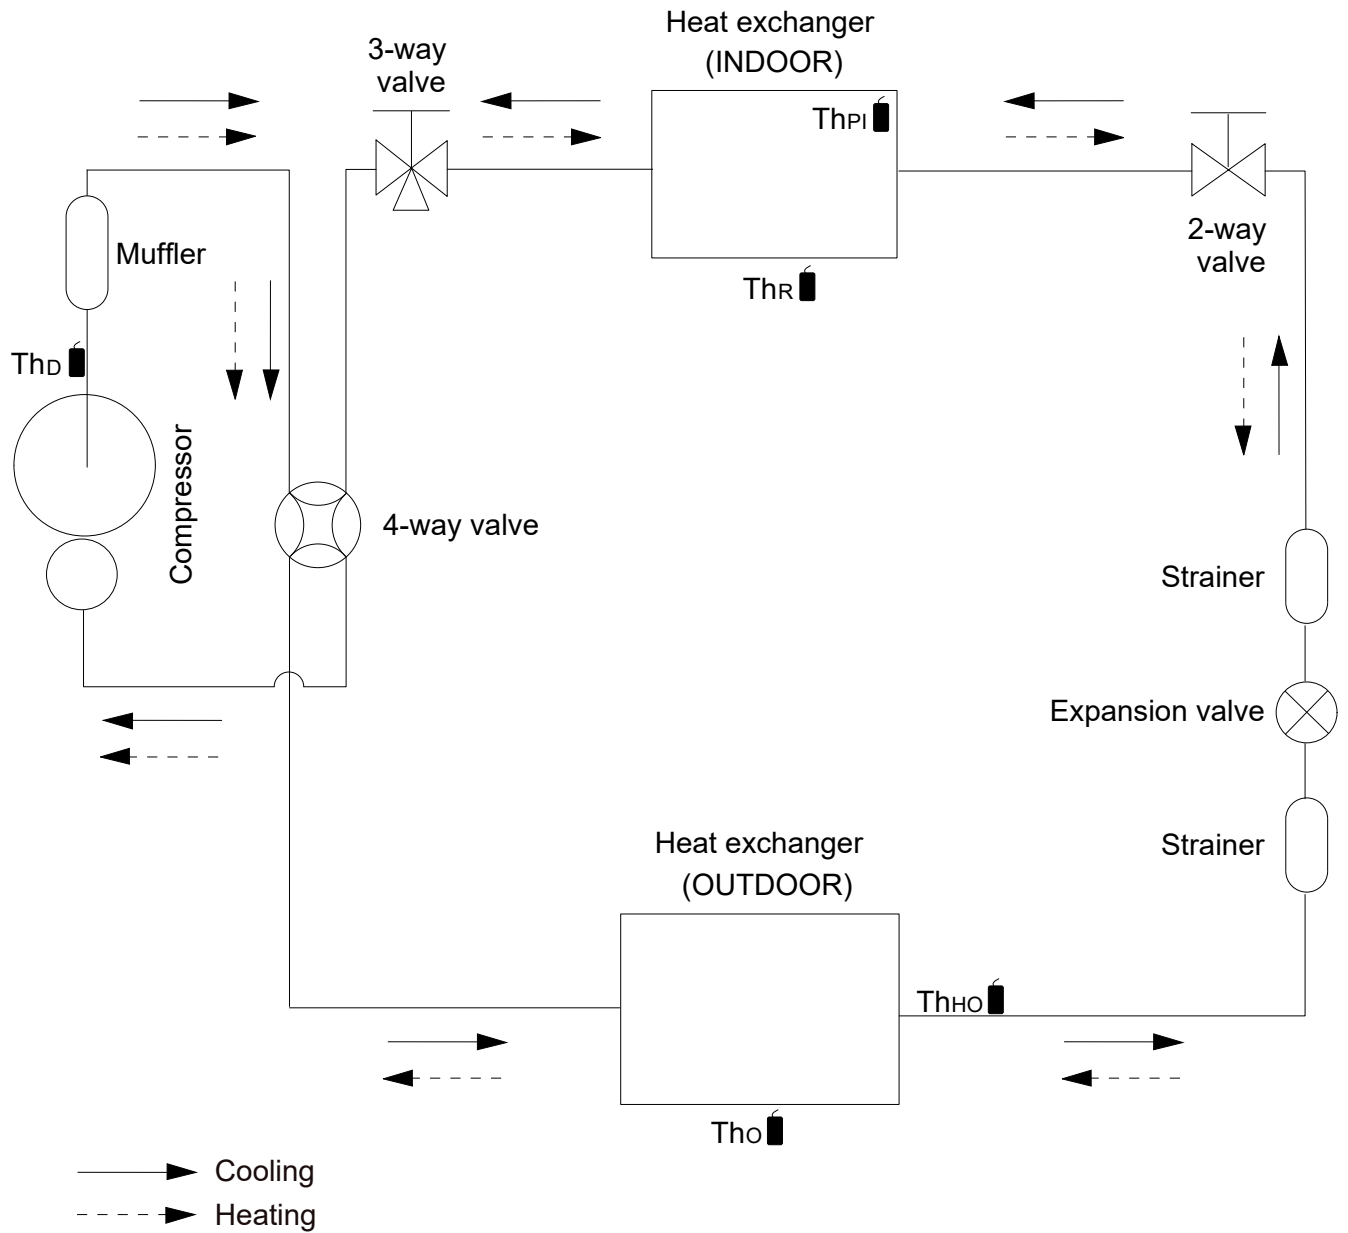 Heat exchanger
(INDOOR)
3-way
valve
ThPI
Muffler
2-way
valve
ThR
ThD
Compressor
4-way valve
Strainer
Expansion valve
Strainer
Heat exchanger
(OUTDOOR)
ThHO
ThO
Cooling
Heating